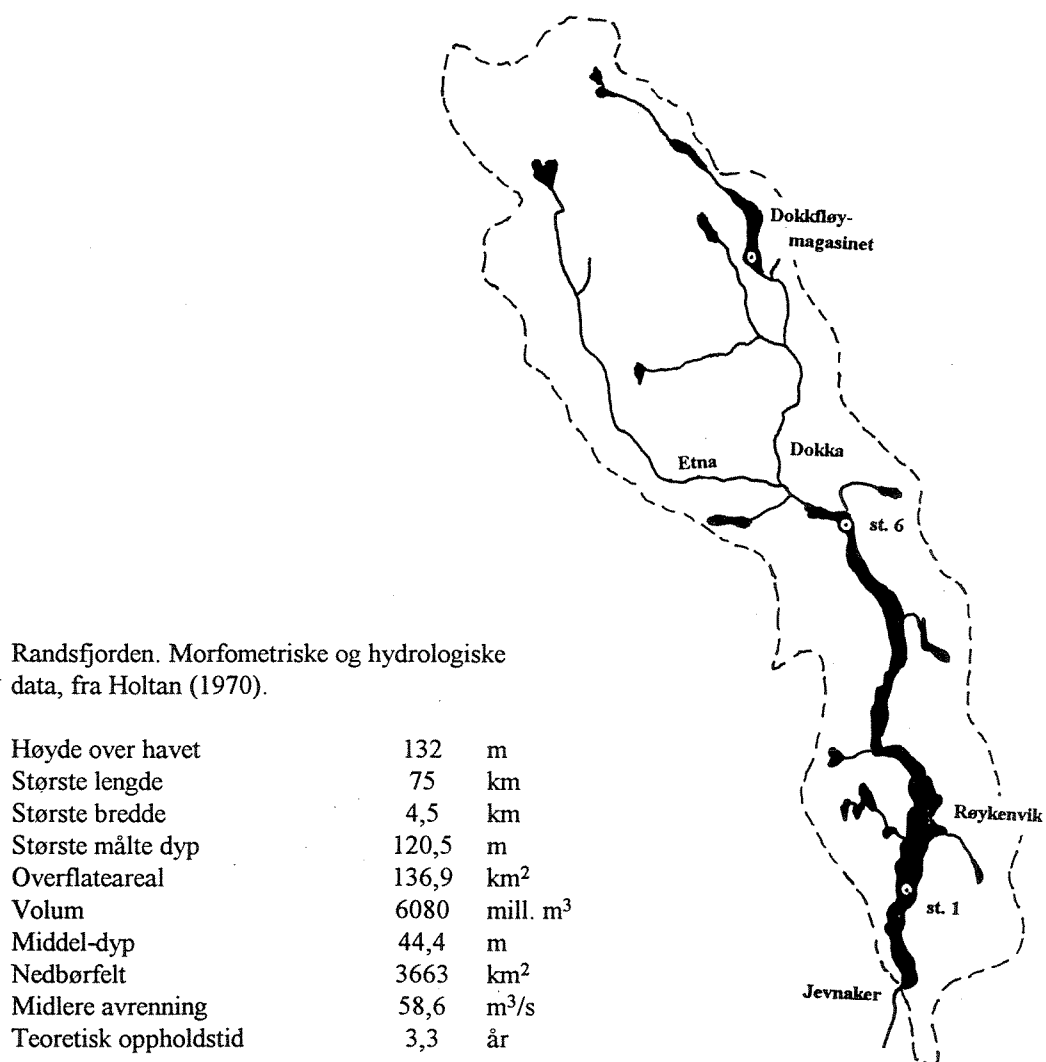 Dokkfløy-
magasinet
Etna
Dokka
st. 6
Røykenvik
st. 1
Jevnaker
Randsfjorden. Morfometriske og hydrologiske
data, fra Holtan (1970).
Høyde over havet 132 m
Største lengde 75 km
Største bredde 4,5 km
Største målte dyp 120,5 m
Overflateareal 136,9 km²
Volum 6080 mill. m³
Middel-dyp 44,4 m
Nedbørfelt 3663 km²
Midlere avrenning 58,6 m³/s
Teoretisk oppholdstid 3,3 år